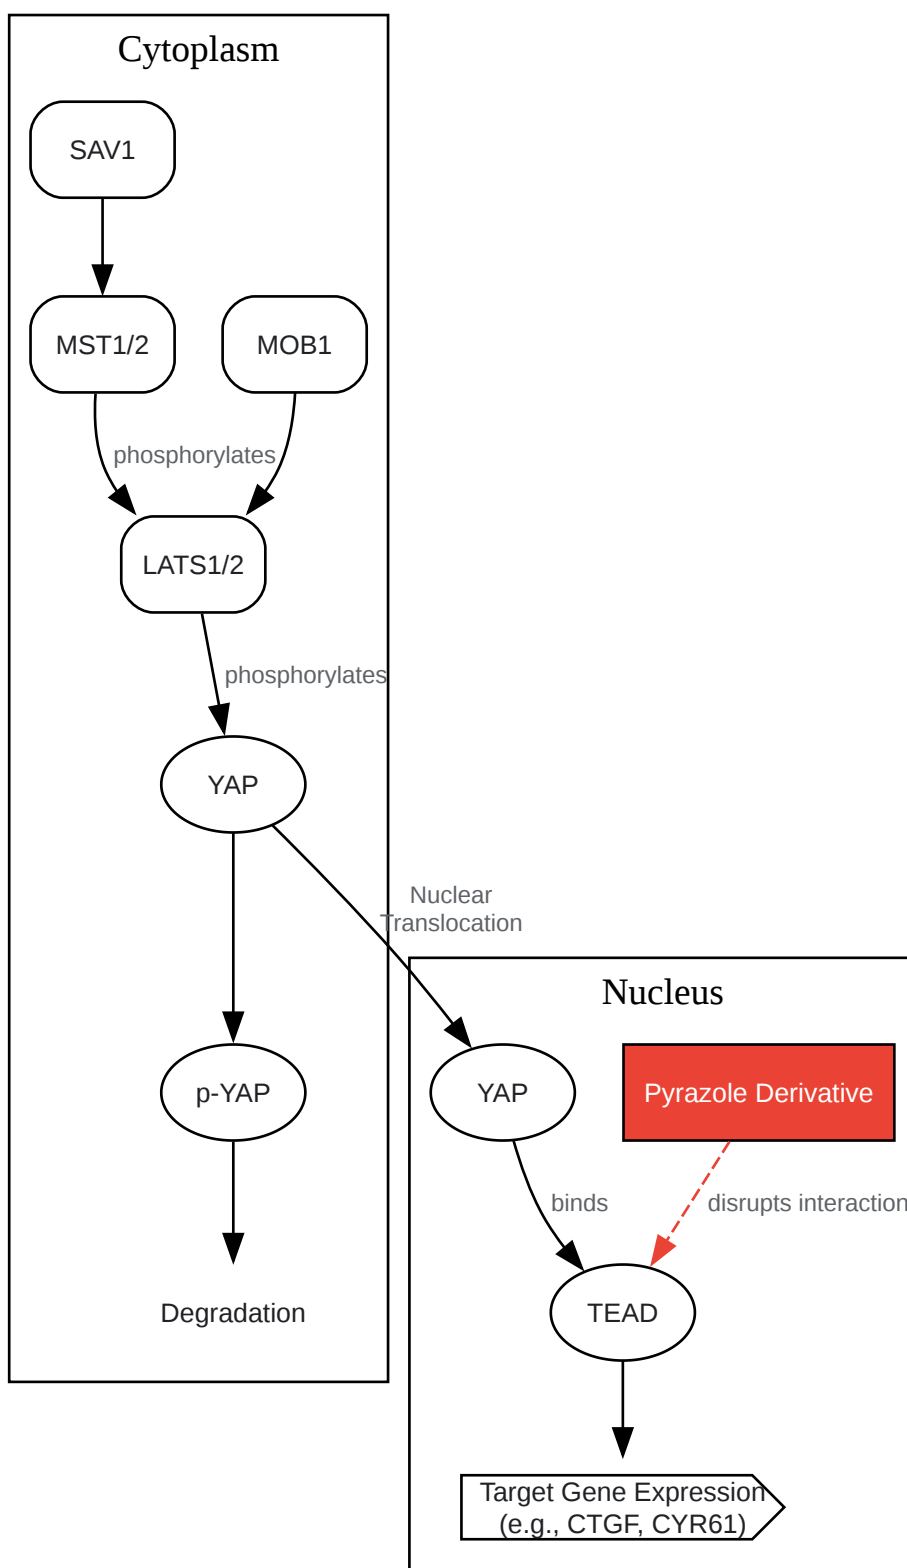 Cytoplasm
SAV1
MST1/2
MOB1
phosphorylates
LATS1/2
phosphorylates
YAP
Nuclear
Translocation
Nucleus
p-YAP
YAP
Pyrazole Derivative
binds
disrupts interaction
TEAD
Degradation
Target Gene Expression
(e.g., CTGF, CYR61)